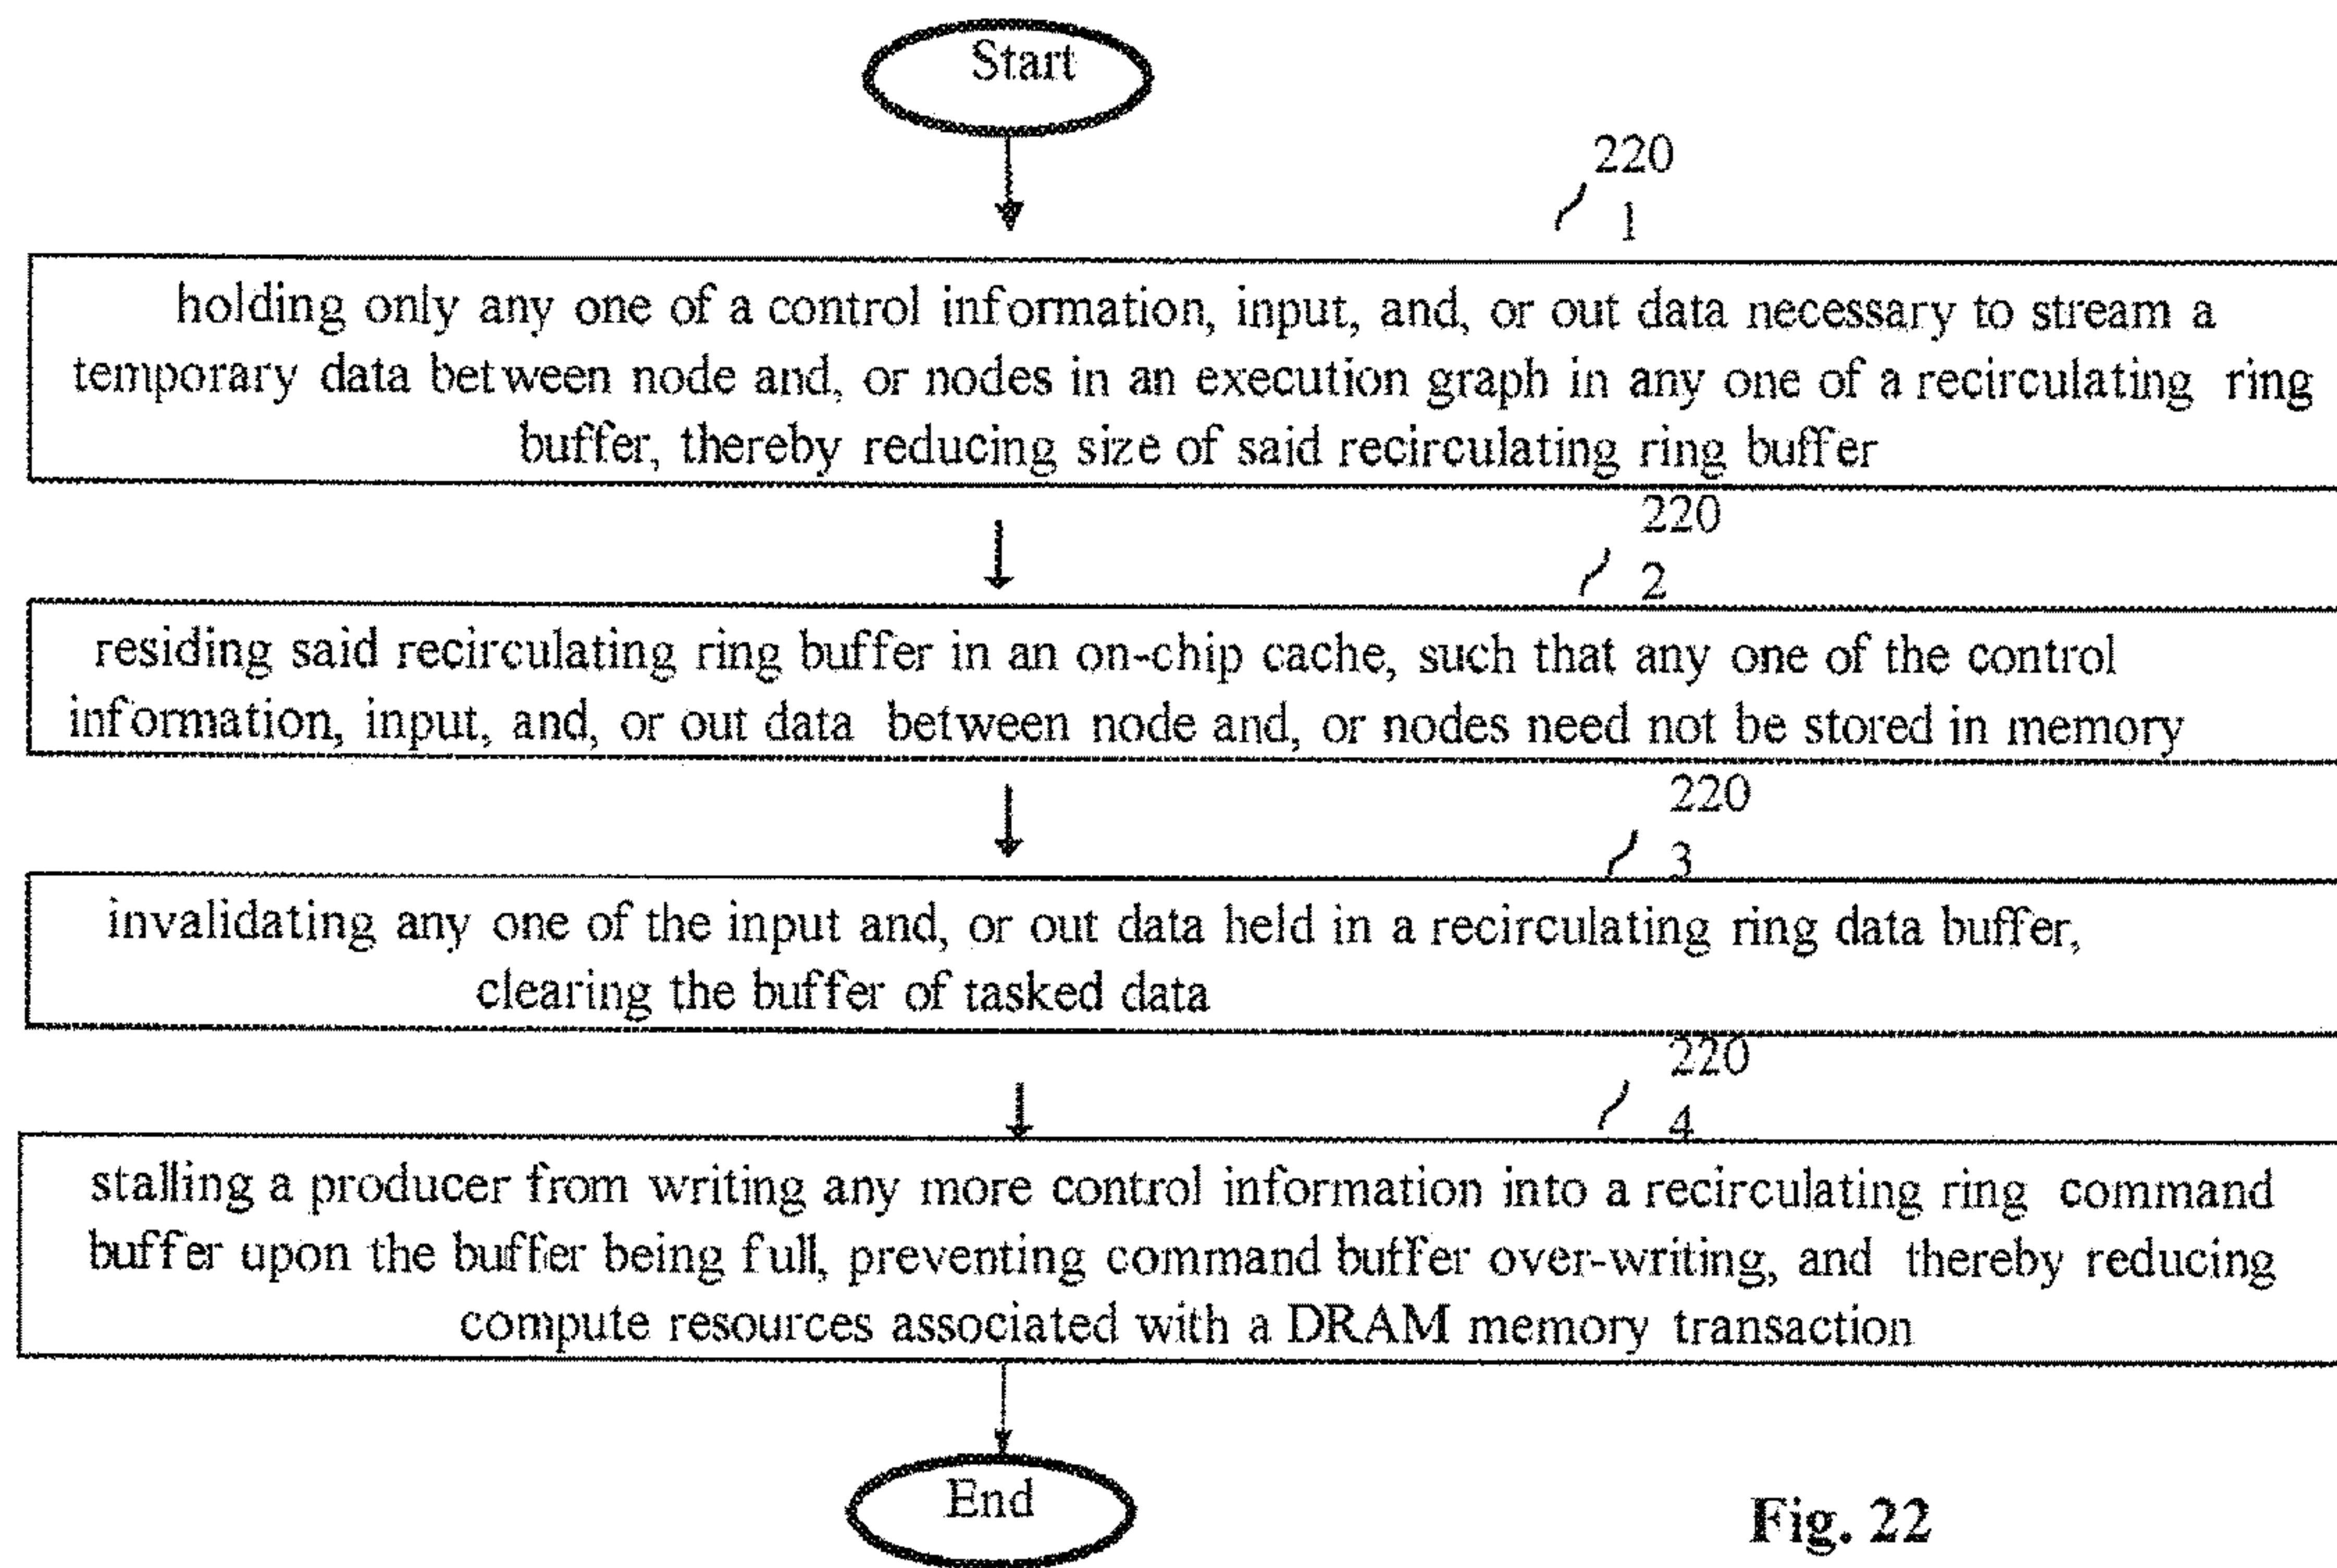 Start
220
1
holding only any one of a control information, input, and, or out data necessary to stream a
temporary data between node and, or nodes in an execution graph in any one of a recirculating ring
buffer, thereby reducing size of said recirculating ring buffer
220
2
residing said recirculating ring buffer in an on-chip cache, such that any one of the control
information, input, and, or out data between node and, or nodes need not be stored in memory
220
3
invalidating any one of the input and, or out data held in a recirculating ring data buffer,
clearing the buffer of tasked data
220
4
stalling a producer from writing any more control information into a recirculating ring command
buffer upon the buffer being full, preventing command buffer over-writing, and thereby reducing
compute resources associated with a DRAM memory transaction
End
Fig. 22